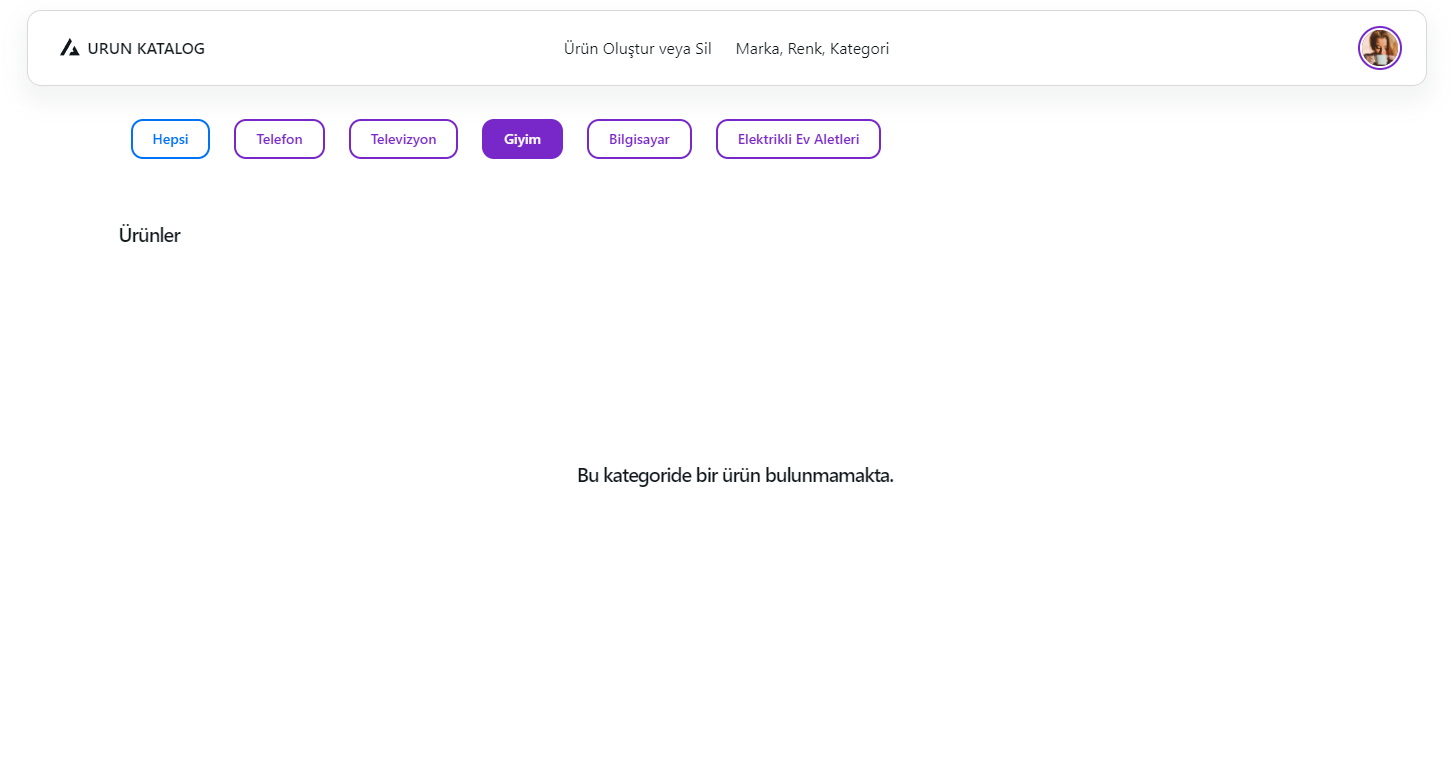 URUN KATALOG
Ürün Oluştur veya Sil
Marka, Renk, Kategori
Hepsi
Telefon
Televizyon
Giyim
Bilgisayar
Elektrikli Ev Aletleri
Ürünler
Bu kategoride bir ürün bulunmamakta.